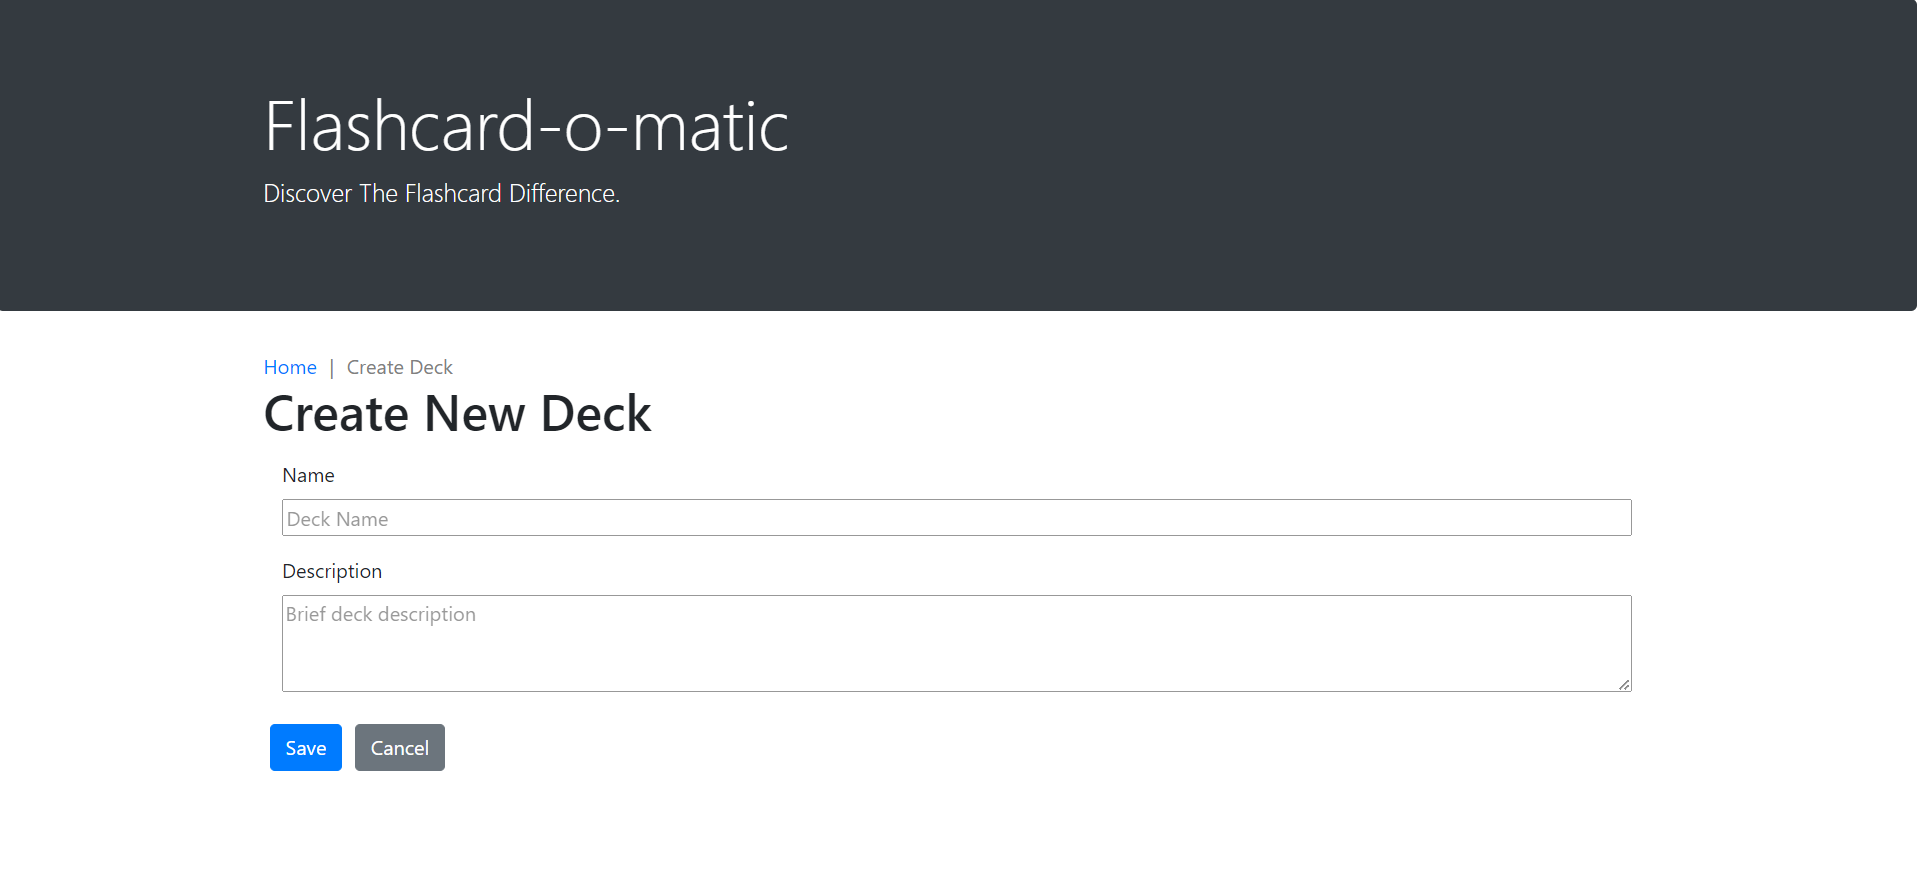 Flashcard-o-matic
Discover The Flashcard Difference.
Home | Create Deck
Create New Deck
Name
Deck Name
Description
Brief deck description
Save Cancel